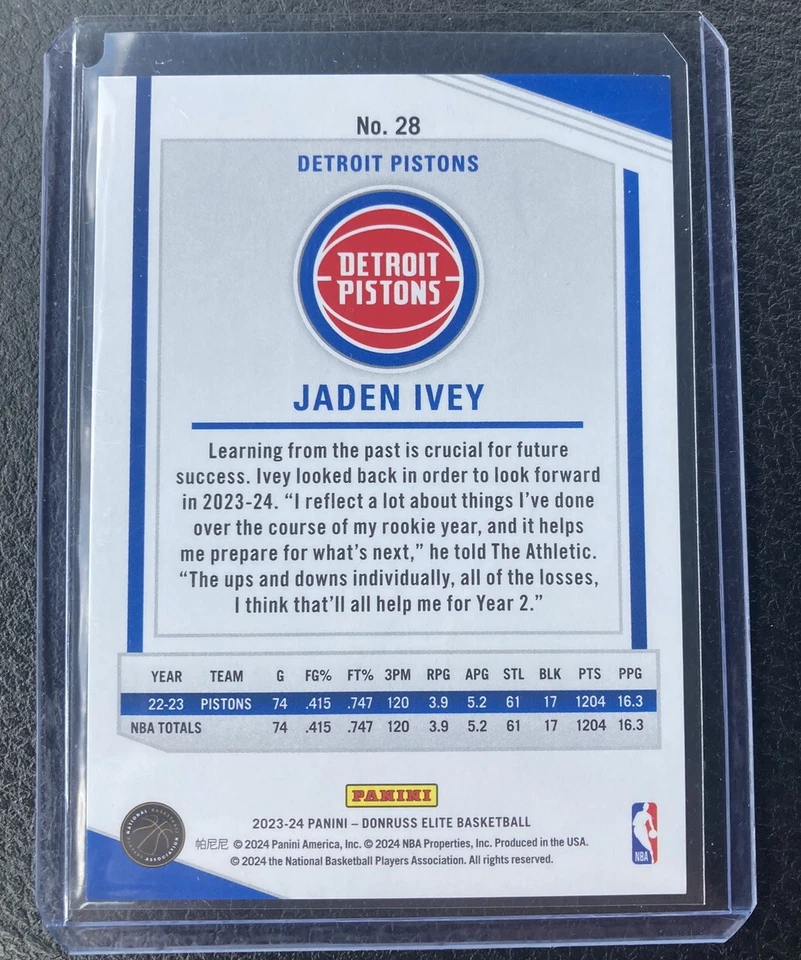 No. 28
DETROIT PISTONS
DETROIT
PISTONS
JADEN IVEY
Learning from the past is crucial for future
success. Ivey looked back in order to look forward
in 2023-24. “I reflect a lot about things I’ve done
over the course of my rookie year, and it helps
me prepare for what’s next,” he told The Athletic.
“The ups and downs individually, all of the losses,
I think that’ll all help me for Year 2.”
YEAR TEAM G FG% FT% 3PM RPG APG STL BLK PTS PPG
22-23 PISTONS 74 .415 .747 120 3.9 5.2 61 17 1204 16.3
NBA TOTALS 74 .415 .747 120 3.9 5.2 61 17 1204 16.3
PANINI
2023-24 PANINI – DONRUSS ELITE BASKETBALL
帕尼尼 © 2024 Panini America, Inc. © 2024 NBA Properties, Inc. Produced in the USA.
© 2024 the National Basketball Players Association. All rights reserved.
NATIONAL BASKETBALL PLAYERS ASSOCIATION
NBA